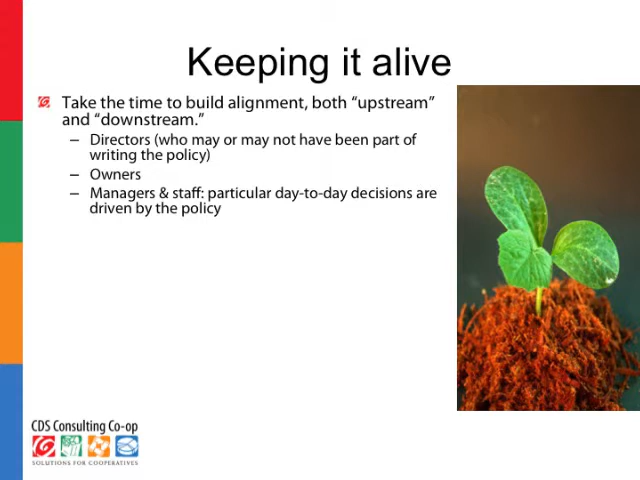 Keeping it alive
Take the time to build alignment, both “upstream”
and “downstream.”
– Directors (who may or may not have been part of
writing the policy)
– Owners
– Managers & staff: particular day-to-day decisions are
driven by the policy
CDS Consulting Co-op
SOLUTIONS FOR COOPERATIVES